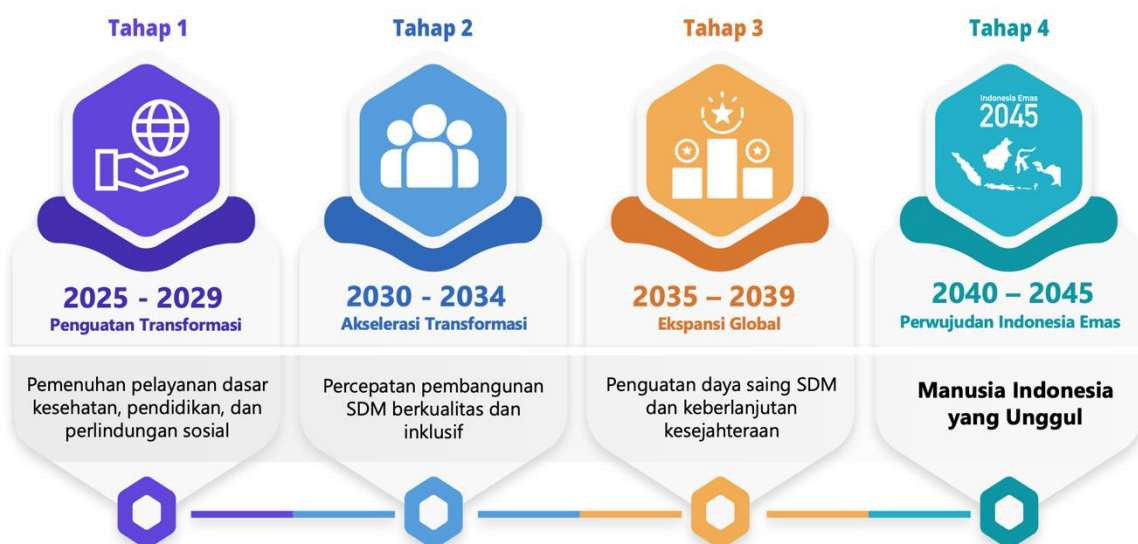 Tahap 1
2025 - 2029
Penguatan Transformasi
Pemenuhan pelayanan dasar
kesehatan, pendidikan, dan
perlindungan sosial
Tahap 2
2030 - 2034
Akselerasi Transformasi
Percepatan pembangunan
SDM berkualitas dan
inklusif
Tahap 3
2035 – 2039
Ekspansi Global
Penguatan daya saing SDM
dan keberlanjutan
kesejahteraan
Tahap 4
Indonesia Emas
2045
2040 – 2045
Perwujudan Indonesia Emas
Manusia Indonesia
yang Unggul